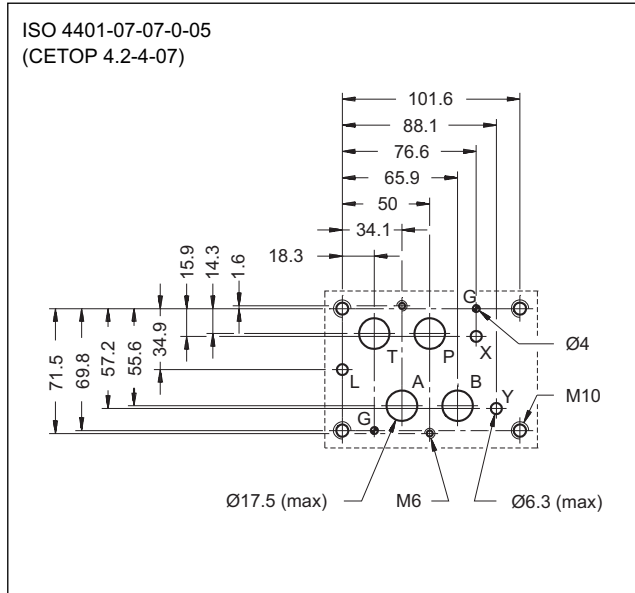 ISO 4401-07-07-0-05
(CETOP 4.2-4-07)
101.6
88.1
76.6
65.9
50
34.1
18.3
15.9
14.3
1.6
G
T
P
X
Ø4
71.5
69.8
57.2
55.6
34.9
L
A
B
Y
M10
G
Ø17.5 (max)
M6
Ø6.3 (max)